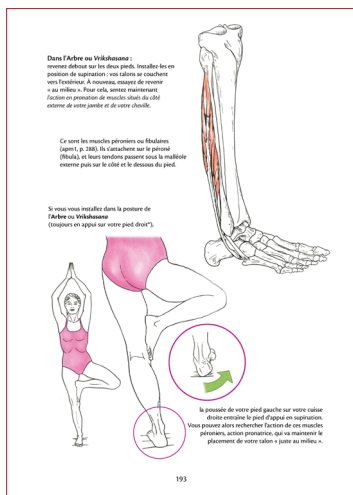 Dans l'Arbre ou Vrikshasana :
revenez debout sur les deux pieds. Installez-les en
position de supination : vos talons se couchent
vers l'extérieur. À nouveau, essayez de revenir
« au milieu ». Pour cela, sentez maintenant
l'action en pronation de muscles situés du côté
externe de votre jambe et de votre cheville.
Ce sont les muscles péroniers ou fibulaires
(apm1, p. 288). Ils s'attachent sur le péroné
(fibula), et leurs tendons passent sous la malléole
externe puis sur le côté et le dessous du pied.
Si vous vous installez dans la posture de
l'Arbre ou Vrikshasana
(toujours en appui sur votre pied droit*),
la poussée de votre pied gauche sur votre cuisse
droite entraîne le pied d'appui en supination.
Vous pouvez alors rechercher l'action de ces muscles
péroniers, action pronatrice, qui va maintenir le
placement de votre talon « juste au milieu ».
193